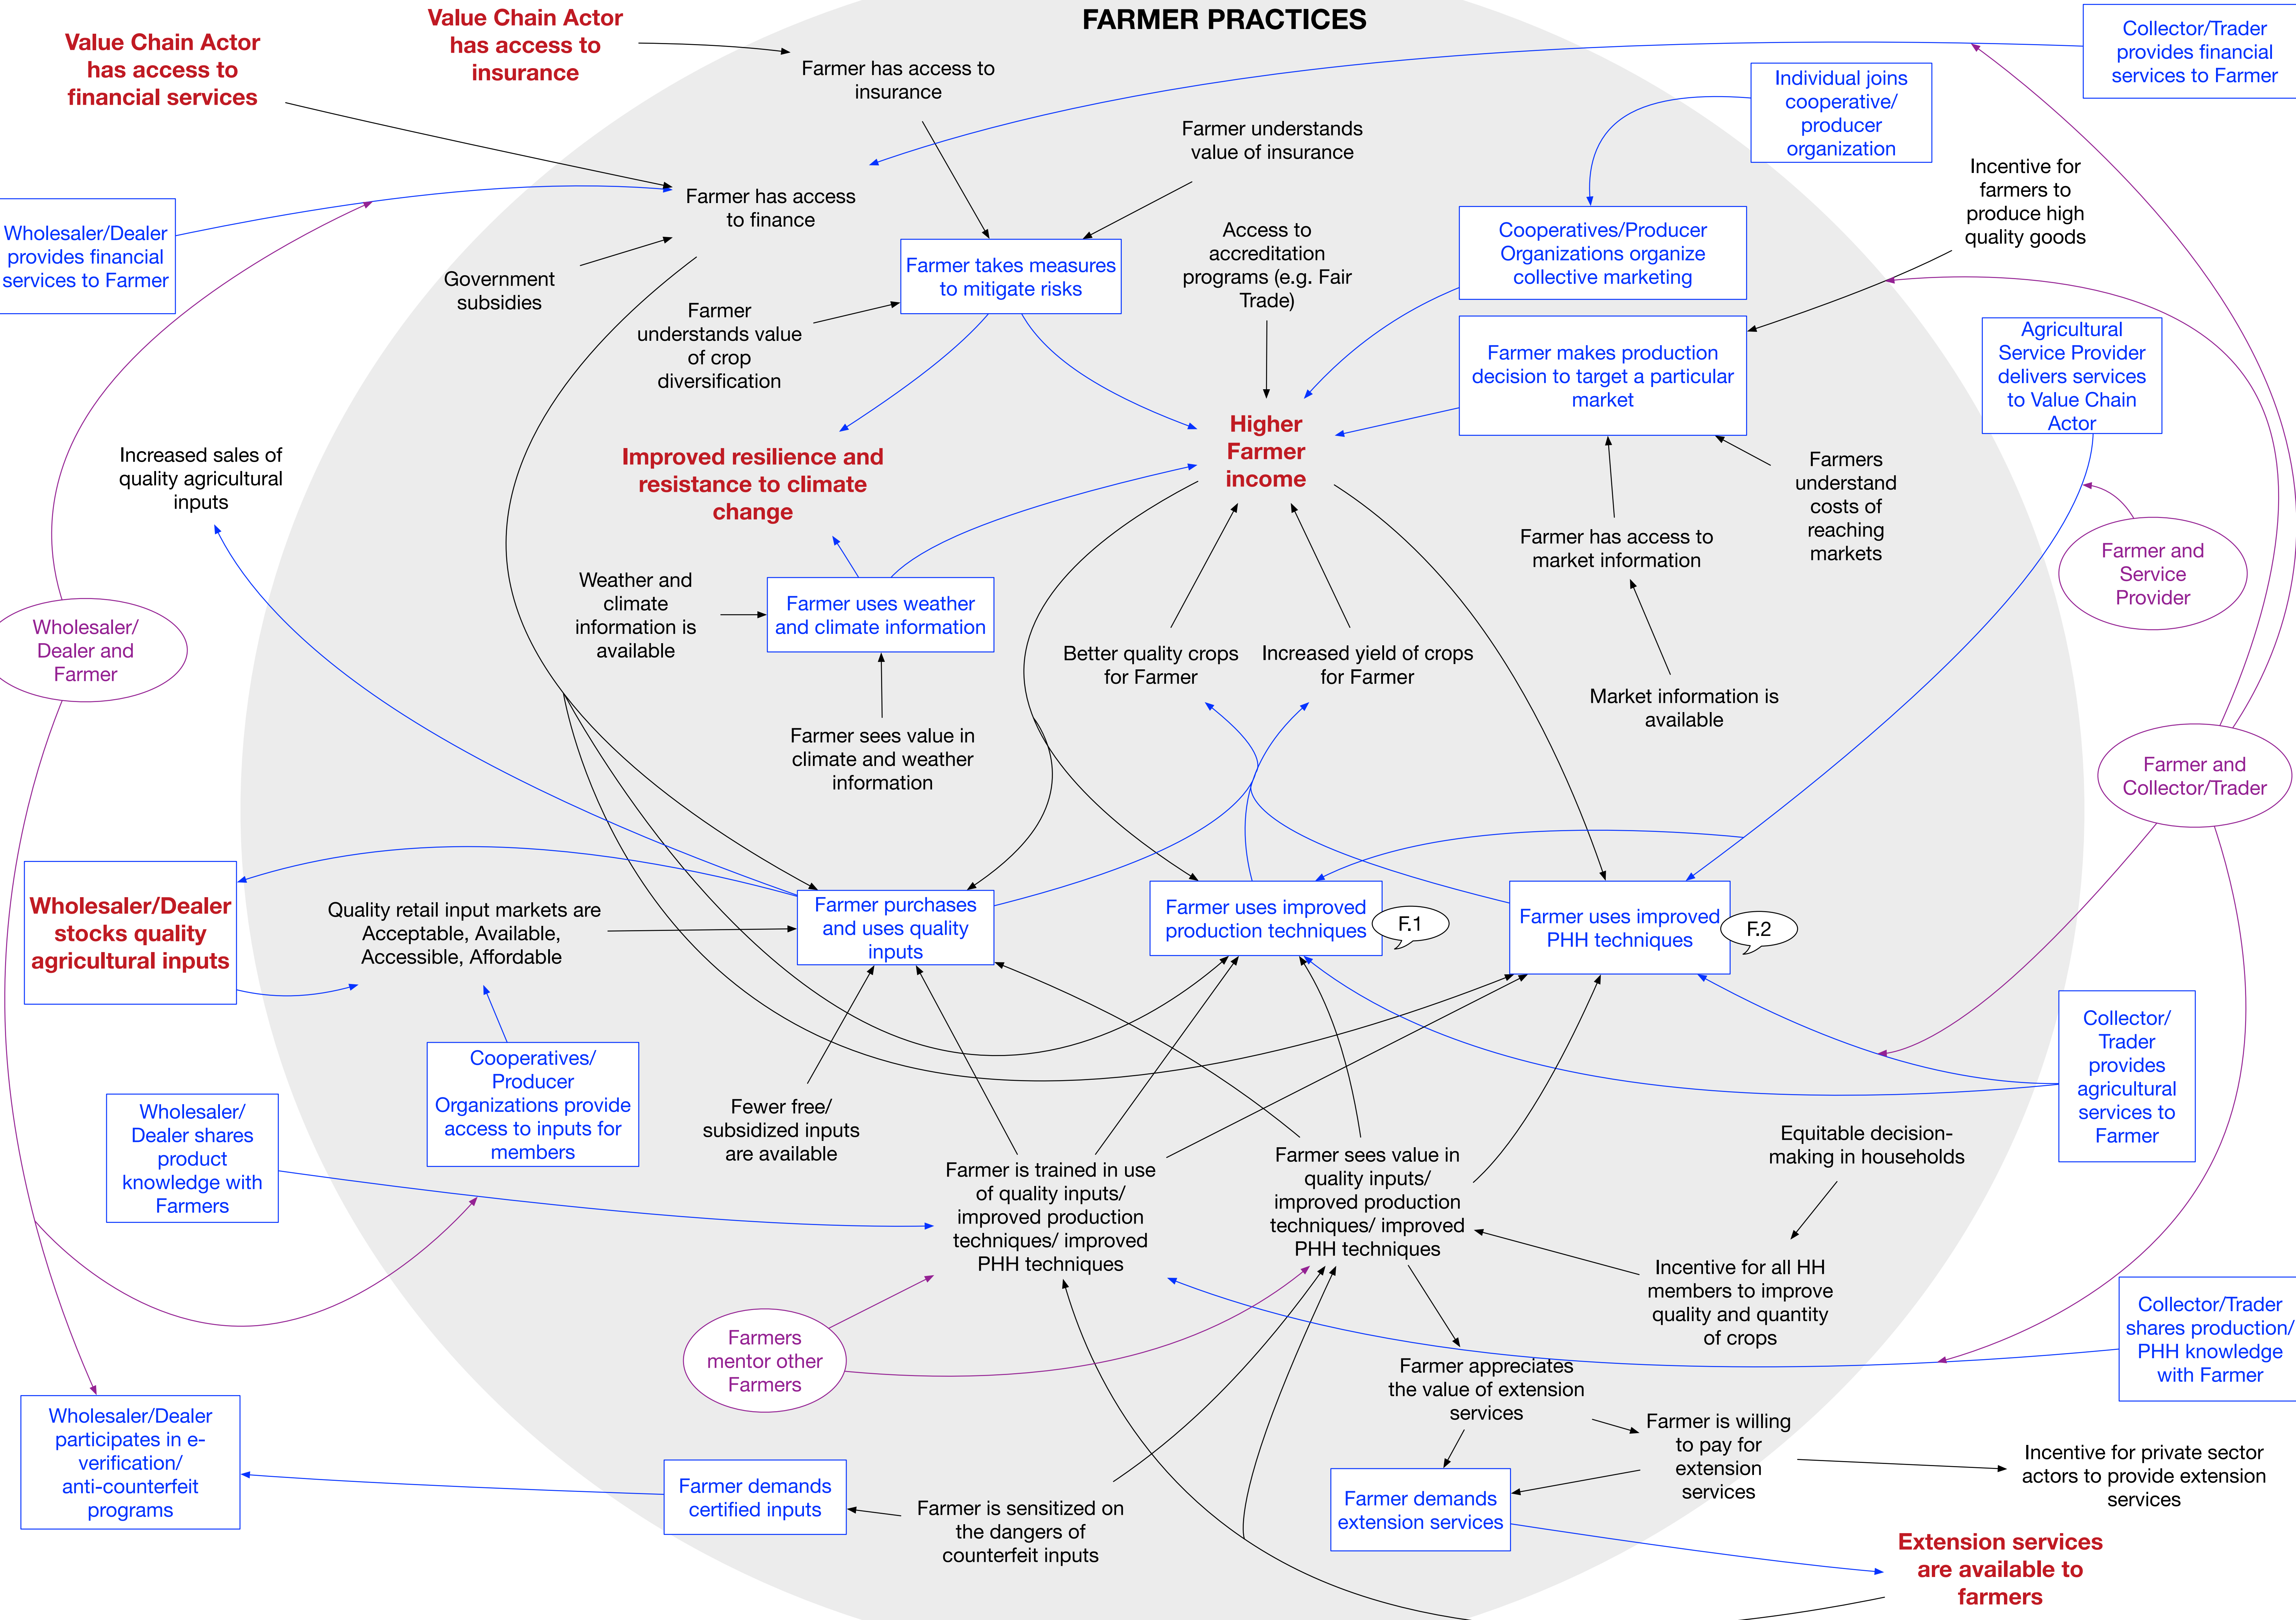 FARMER PRACTICES
Value Chain Actor
has access to
financial services
Value Chain Actor
has access to
insurance
Farmer has access to
insurance
Collector/Trader
provides financial
services to Farmer
Individual joins
cooperative/
producer
organization
Farmer understands
value of insurance
Incentive for
farmers to
produce high
quality goods
Wholesaler/Dealer
provides financial
services to Farmer
Farmer has access
to finance
Government
subsidies
Farmer takes measures
to mitigate risks
Access to
accreditation
programs (e.g. Fair
Trade)
Cooperatives/Producer
Organizations organize
collective marketing
Farmer
understands value
of crop
diversification
Farmer makes production
decision to target a particular
market
Agricultural
Service Provider
delivers services
to Value Chain
Actor
Increased sales of
quality agricultural
inputs
Improved resilience and
resistance to climate
change
Higher
Farmer
income
Farmer has access to
market information
Farmers
understand
costs of
reaching
markets
Farmer and
Service
Provider
Weather and
climate
information is
available
Farmer uses weather
and climate information
Wholesaler/
Dealer and
Farmer
Better quality crops
for Farmer
Increased yield of crops
for Farmer
Market information is
available
Farmer sees value in
climate and weather
information
Farmer and
Collector/Trader
Wholesaler/Dealer
stocks quality
agricultural inputs
Quality retail input markets are
Acceptable, Available,
Accessible, Affordable
Farmer purchases
and uses quality
inputs
Farmer uses improved
production techniques
F.1
Farmer uses improved
PHH techniques
F.2
Cooperatives/
Producer
Organizations provide
access to inputs for
members
Wholesaler/
Dealer shares
product
knowledge with
Farmers
Fewer free/
subsidized inputs
are available
Farmer is trained in use
of quality inputs/
improved production
techniques/ improved
PHH techniques
Farmer sees value in
quality inputs/
improved production
techniques/ improved
PHH techniques
Collector/
Trader
provides
agricultural
services to
Farmer
Equitable decision-
making in households
Incentive for all HH
members to improve
quality and quantity
of crops
Collector/Trader
shares production/
PHH knowledge
with Farmer
Farmers
mentor other
Farmers
Farmer appreciates
the value of extension
services
Farmer is willing
to pay for
extension
services
Incentive for private sector
actors to provide extension
services
Wholesaler/Dealer
participates in e-
verification/
anti-counterfeit
programs
Farmer demands
certified inputs
Farmer is sensitized on
the dangers of
counterfeit inputs
Farmer demands
extension services
Extension services
are available to
farmers